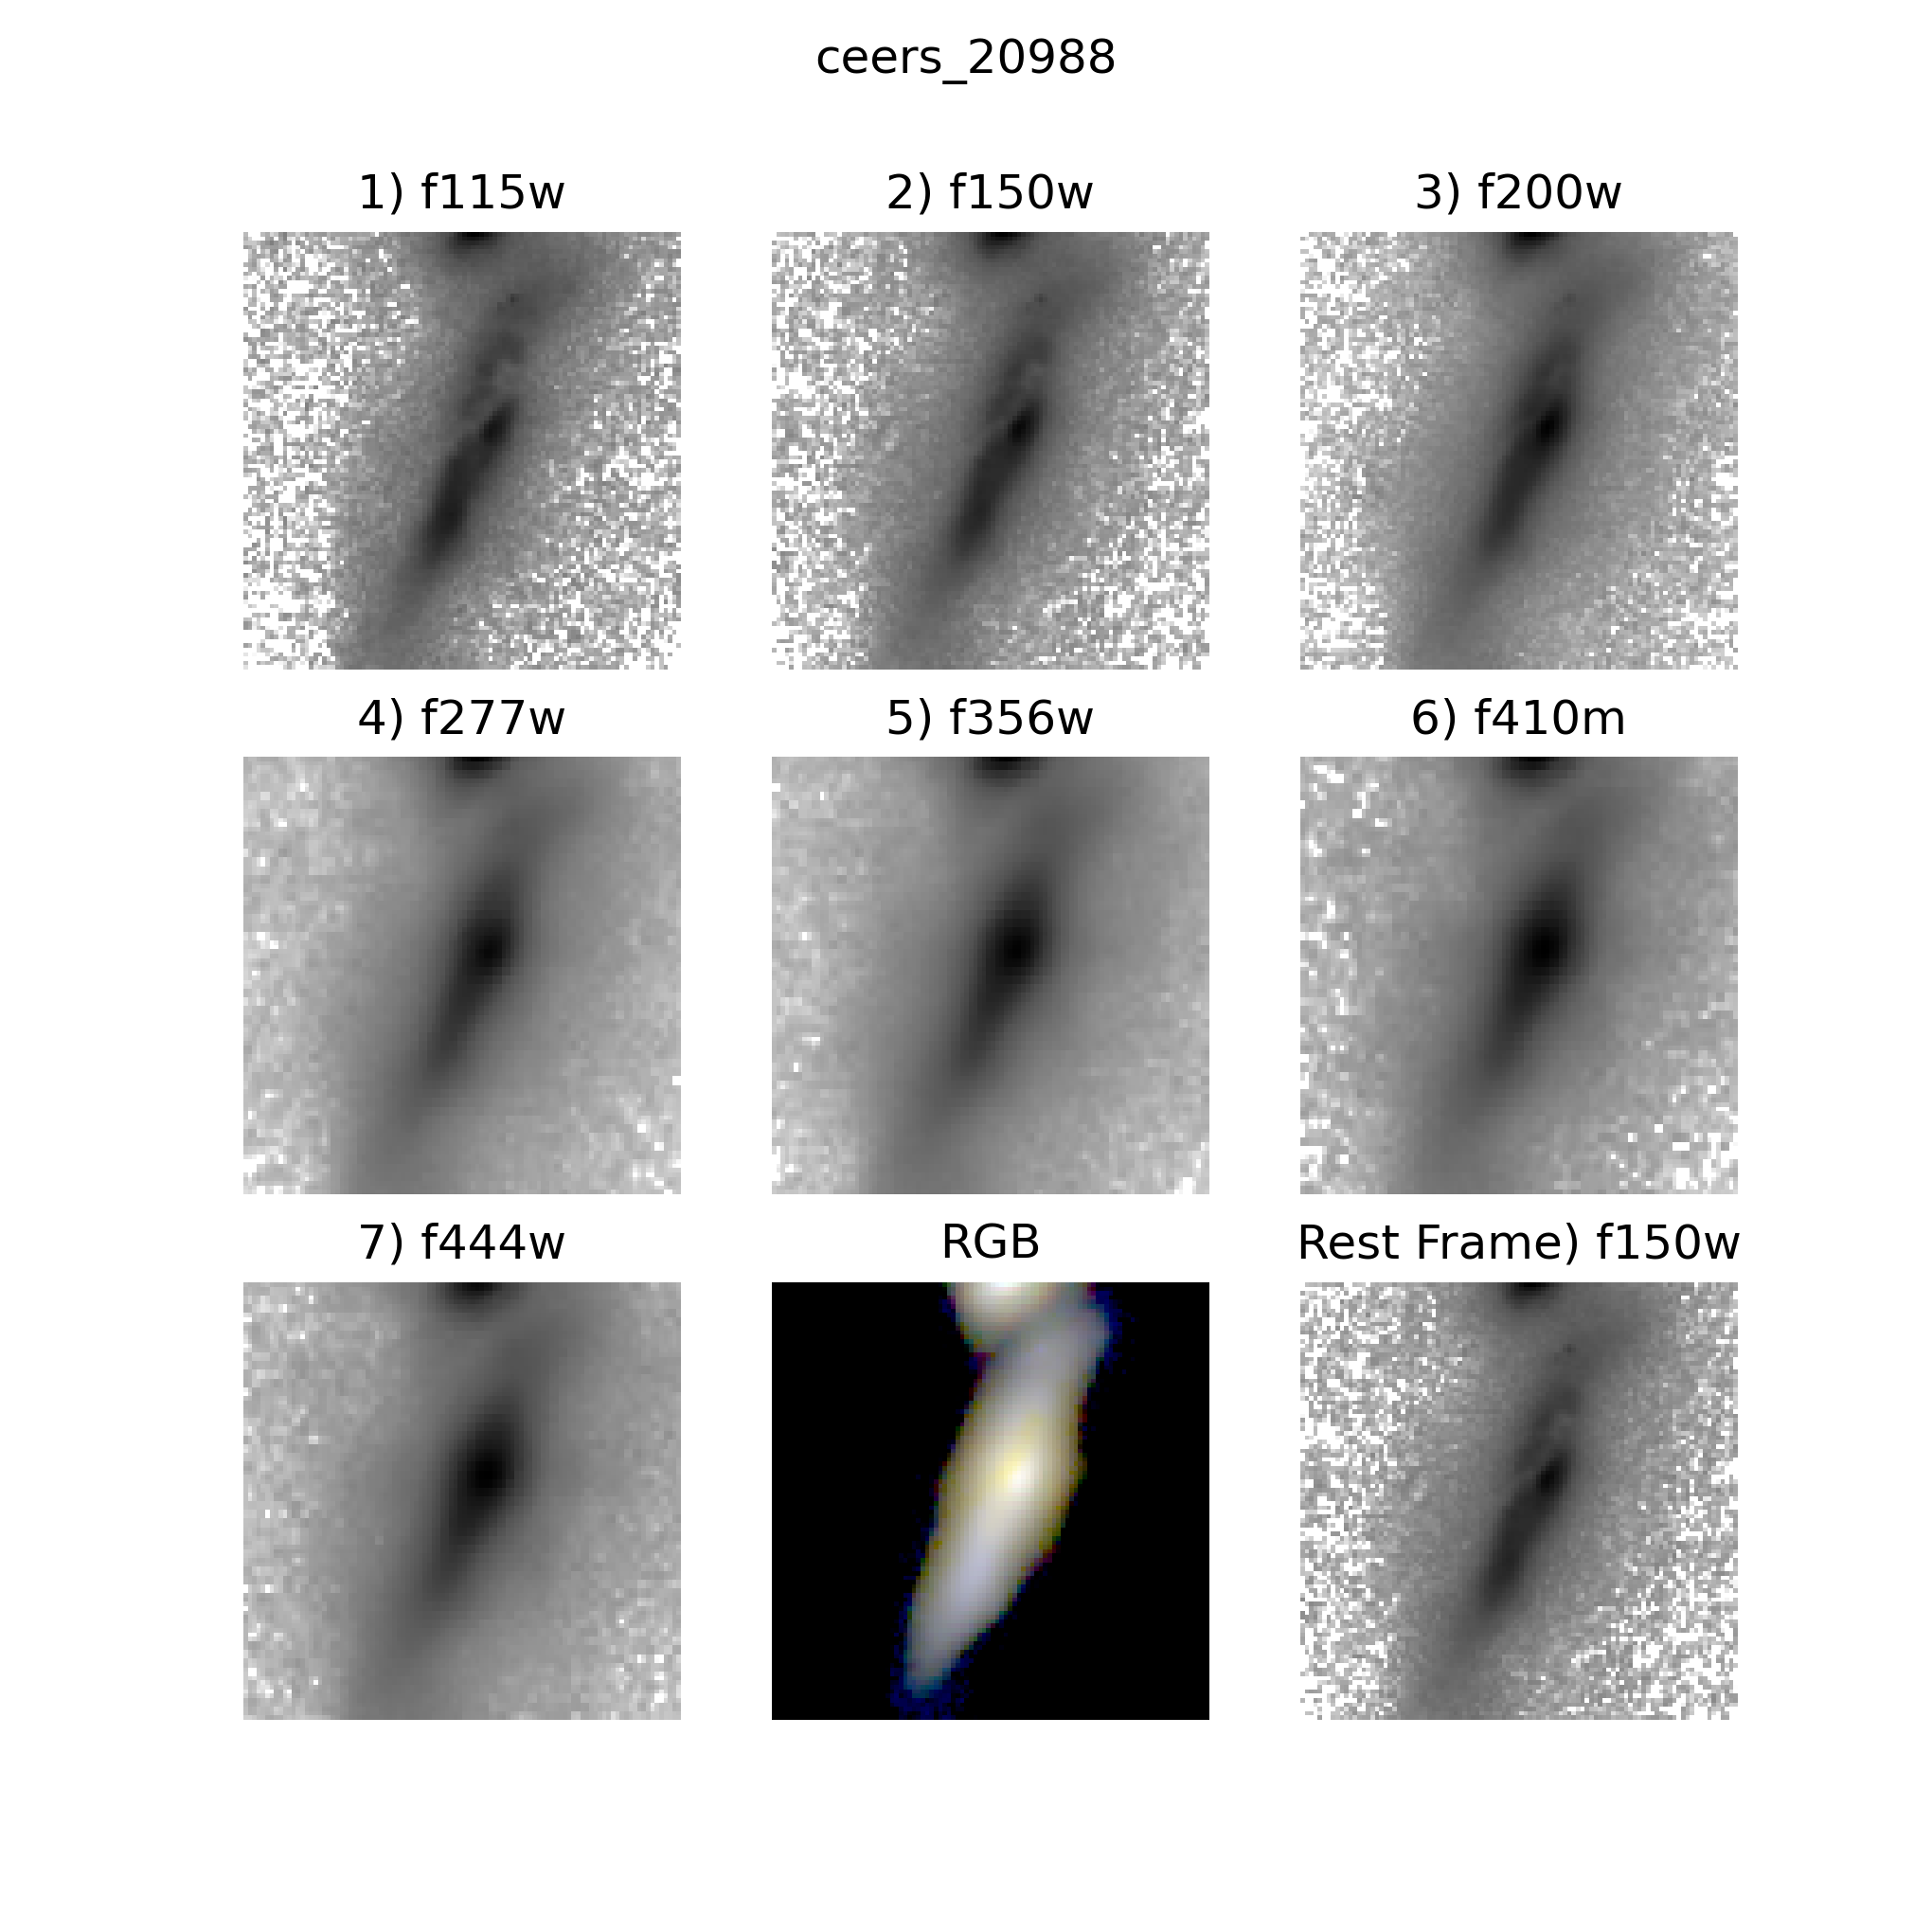 ceers_20988
1) f115w
2) f150w
3) f200w
4) f277w
5) f356w
6) f410m
7) f444w
RGB
Rest Frame) f150w